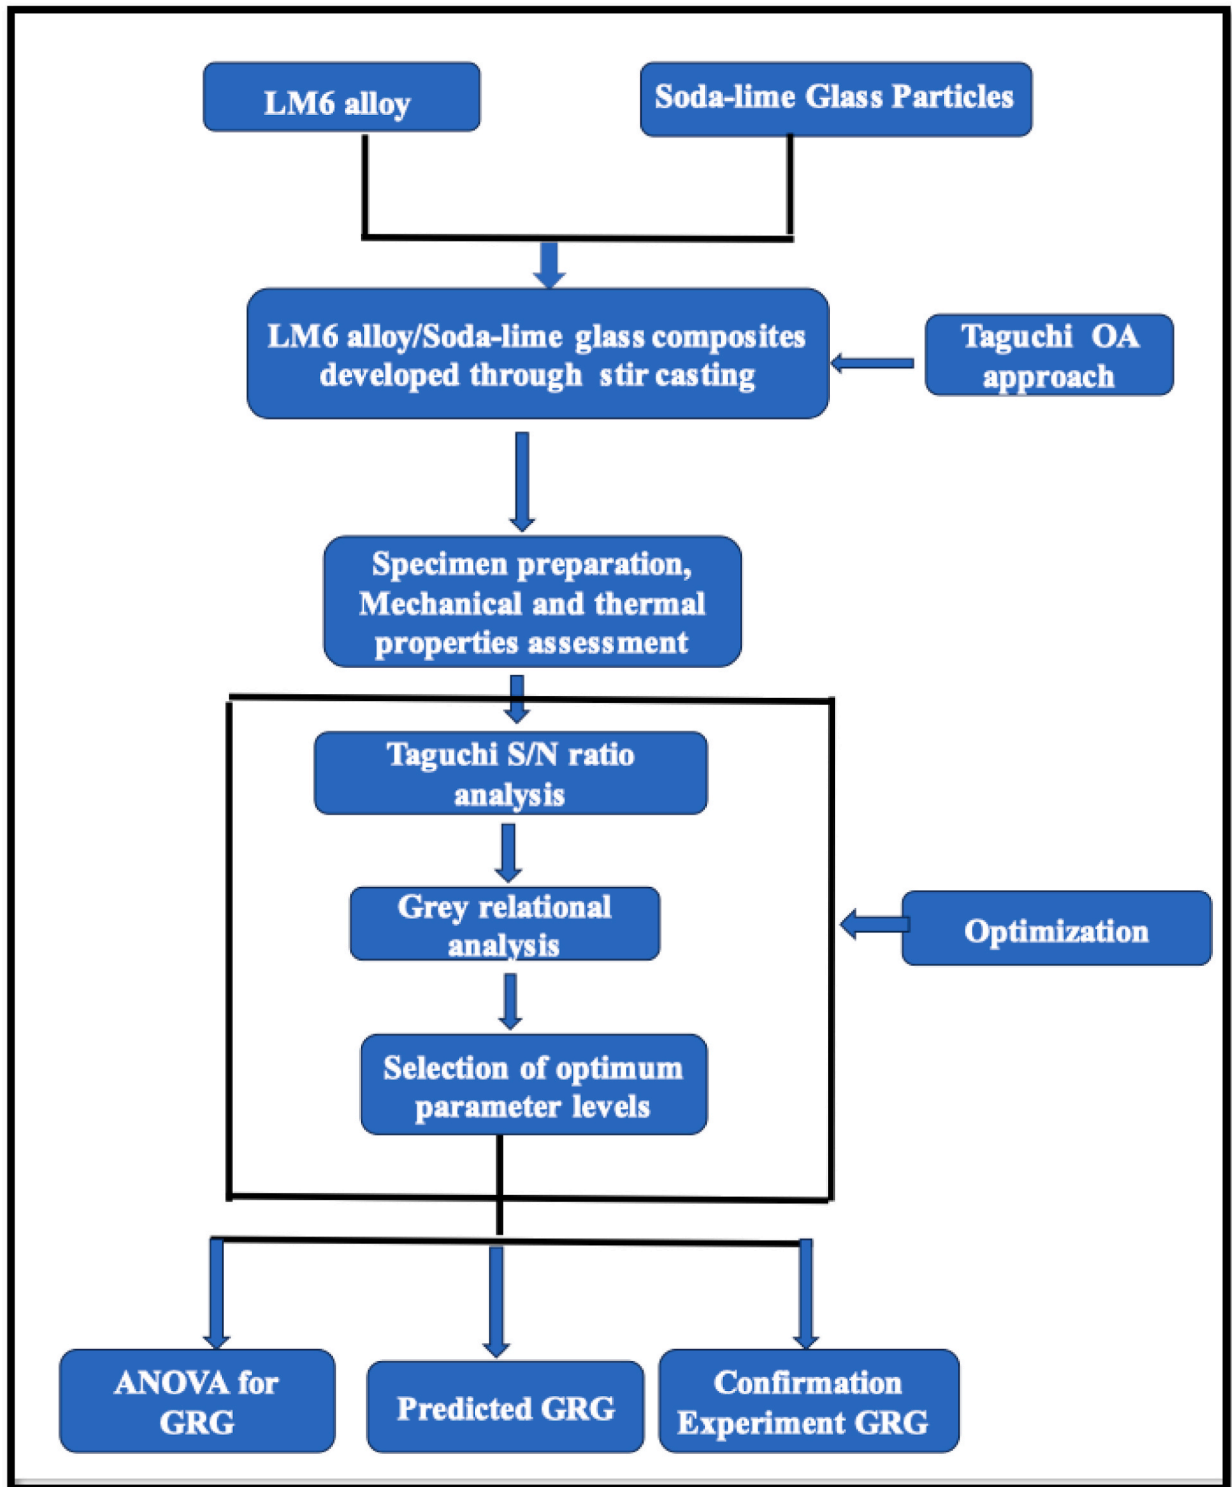 LM6 alloy
Soda-lime Glass Particles
LM6 alloy/Soda-lime glass composites
developed through stir casting
Taguchi OA
approach
Specimen preparation,
Mechanical and thermal
properties assessment
Taguchi S/N ratio
analysis
Grey relational
analysis
Optimization
Selection of optimum
parameter levels
ANOVA for
GRG
Predicted GRG
Confirmation
Experiment GRG